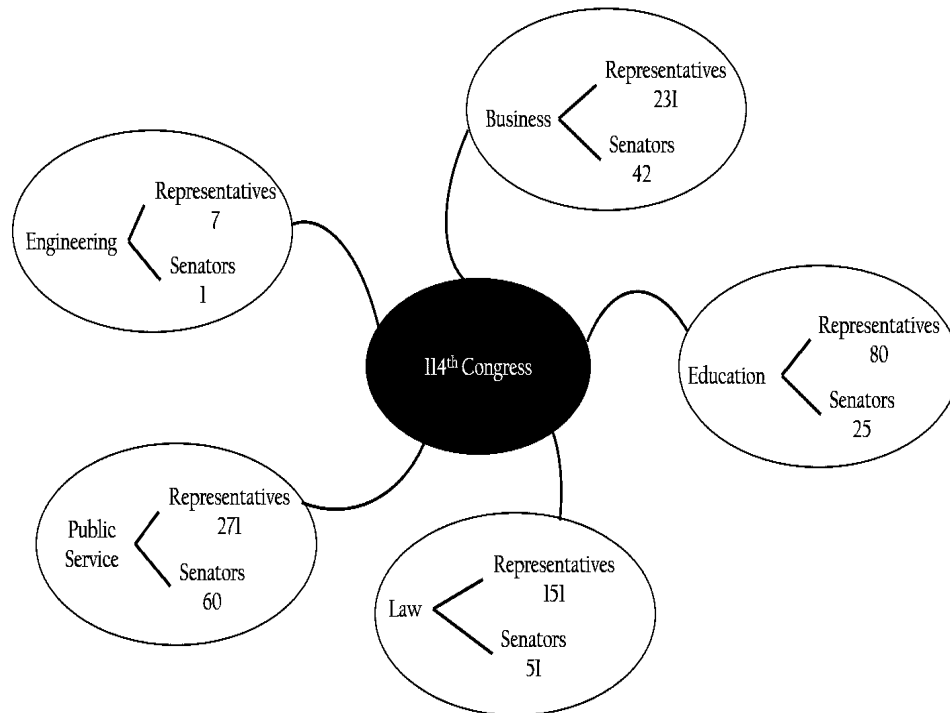 114th Congress
Business
Representatives
231
Senators
42
Education
Representatives
80
Senators
25
Law
Representatives
151
Senators
51
Public
Service
Representatives
271
Senators
60
Engineering
Representatives
7
Senators
1